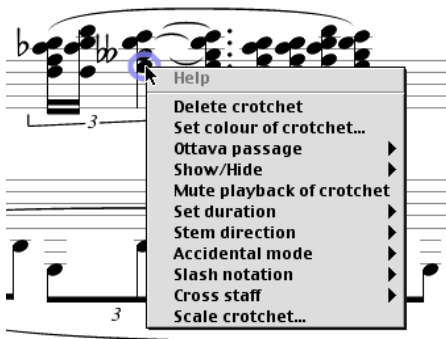 Help
3
Delete crotchet
Set colour of crotchet...
Ottava passage
Show/Hide
Mute playback of crotchet
Set duration
Stem direction
Accidental mode
Slash notation
Cross staff
3
Scale crotchet...